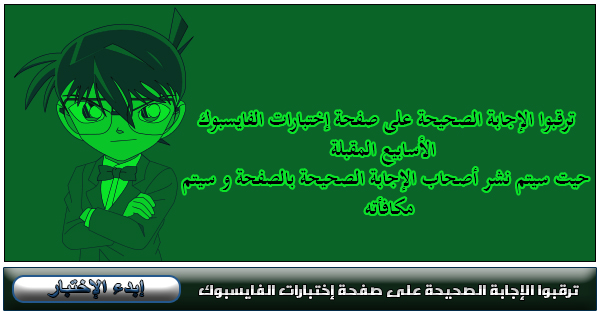 ترقبوا الإجابة الصحيحة على صفحة إختبارات الفايسبوك
الأسابيع المقبلة
حيت سيتم نشر أصحاب الإجابة الصحيحة بالصفحة و سيتم
مكافأته
ترقبوا الإجابة الصحيحة على صفحة إختبارات الفايسبوك
إبدء الإختبار